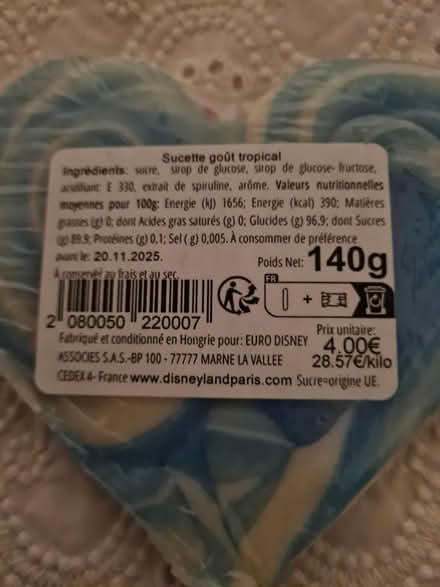 Sucette goût tropical
Ingrédients: sucre, sirop de glucose, sirop de glucose- fructose,
acidifiant: E 330, extrait de spiruline, arôme. Valeurs nutritionnelles
moyennes pour 100g: Energie (kJ) 1656; Energie (kcal) 390; Matières
grasses (g) 0; dont Acides gras saturés (g) 0; Glucides (g) 96,9; dont Sucres
(g) 89,9; Protéines (g) 0,1; Sel ( g) 0,005. À consommer de préférence
avant le: 20.11.2025.
À conserver au frais et au sec.
Poids Net: 140g
FR
+
2 080050 220007
Prix unitaire:
4.00€
28.57€/kilo
Fabriqué et conditionné en Hongrie pour: EURO DISNEY
ASSOCIES S.A.S.-BP 100 - 77777 MARNE LA VALLEE
CEDEX 4- France www.disneylandparis.com Sucre=origine UE.